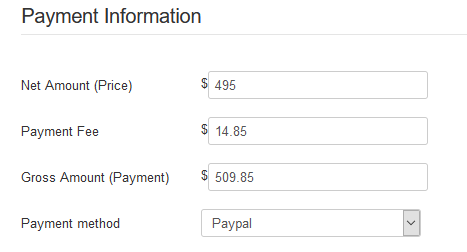 Payment Information
Net Amount (Price) $ 495
Payment Fee $ 14.85
Gross Amount (Payment) $ 509.85
Payment method Paypal